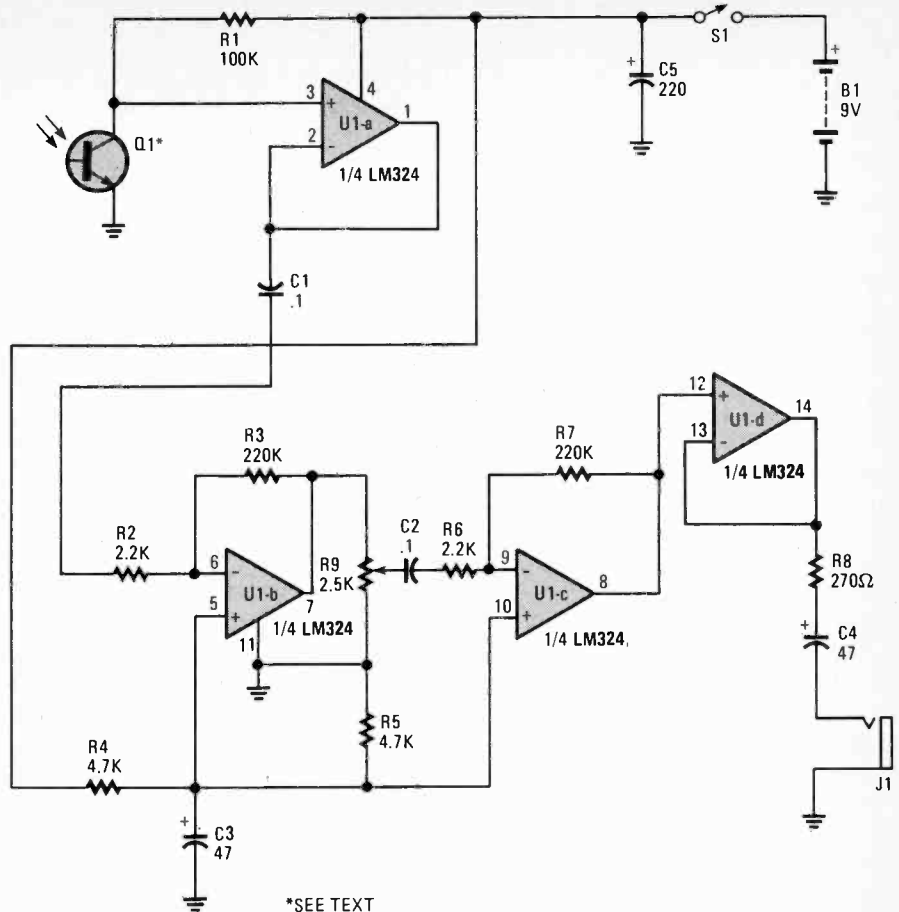 R1
100K
4
3
+
1
U1-a
2
-
1/4 LM324
Q1*
C1
.1
+
C5
220
S1
+
B1
9V
R3
220K
R2
2.2K
6
-
5
+
U1-b
7
11
1/4 LM324
R9
2.5K
C2
.1
R6
2.2K
R7
220K
9
-
10
+
U1-c
8
1/4 LM324
12
+
13
-
U1-d
14
1/4 LM324
R8
270Ω
+
C4
47
J1
R4
4.7K
R5
4.7K
+
C3
47
*SEE TEXT